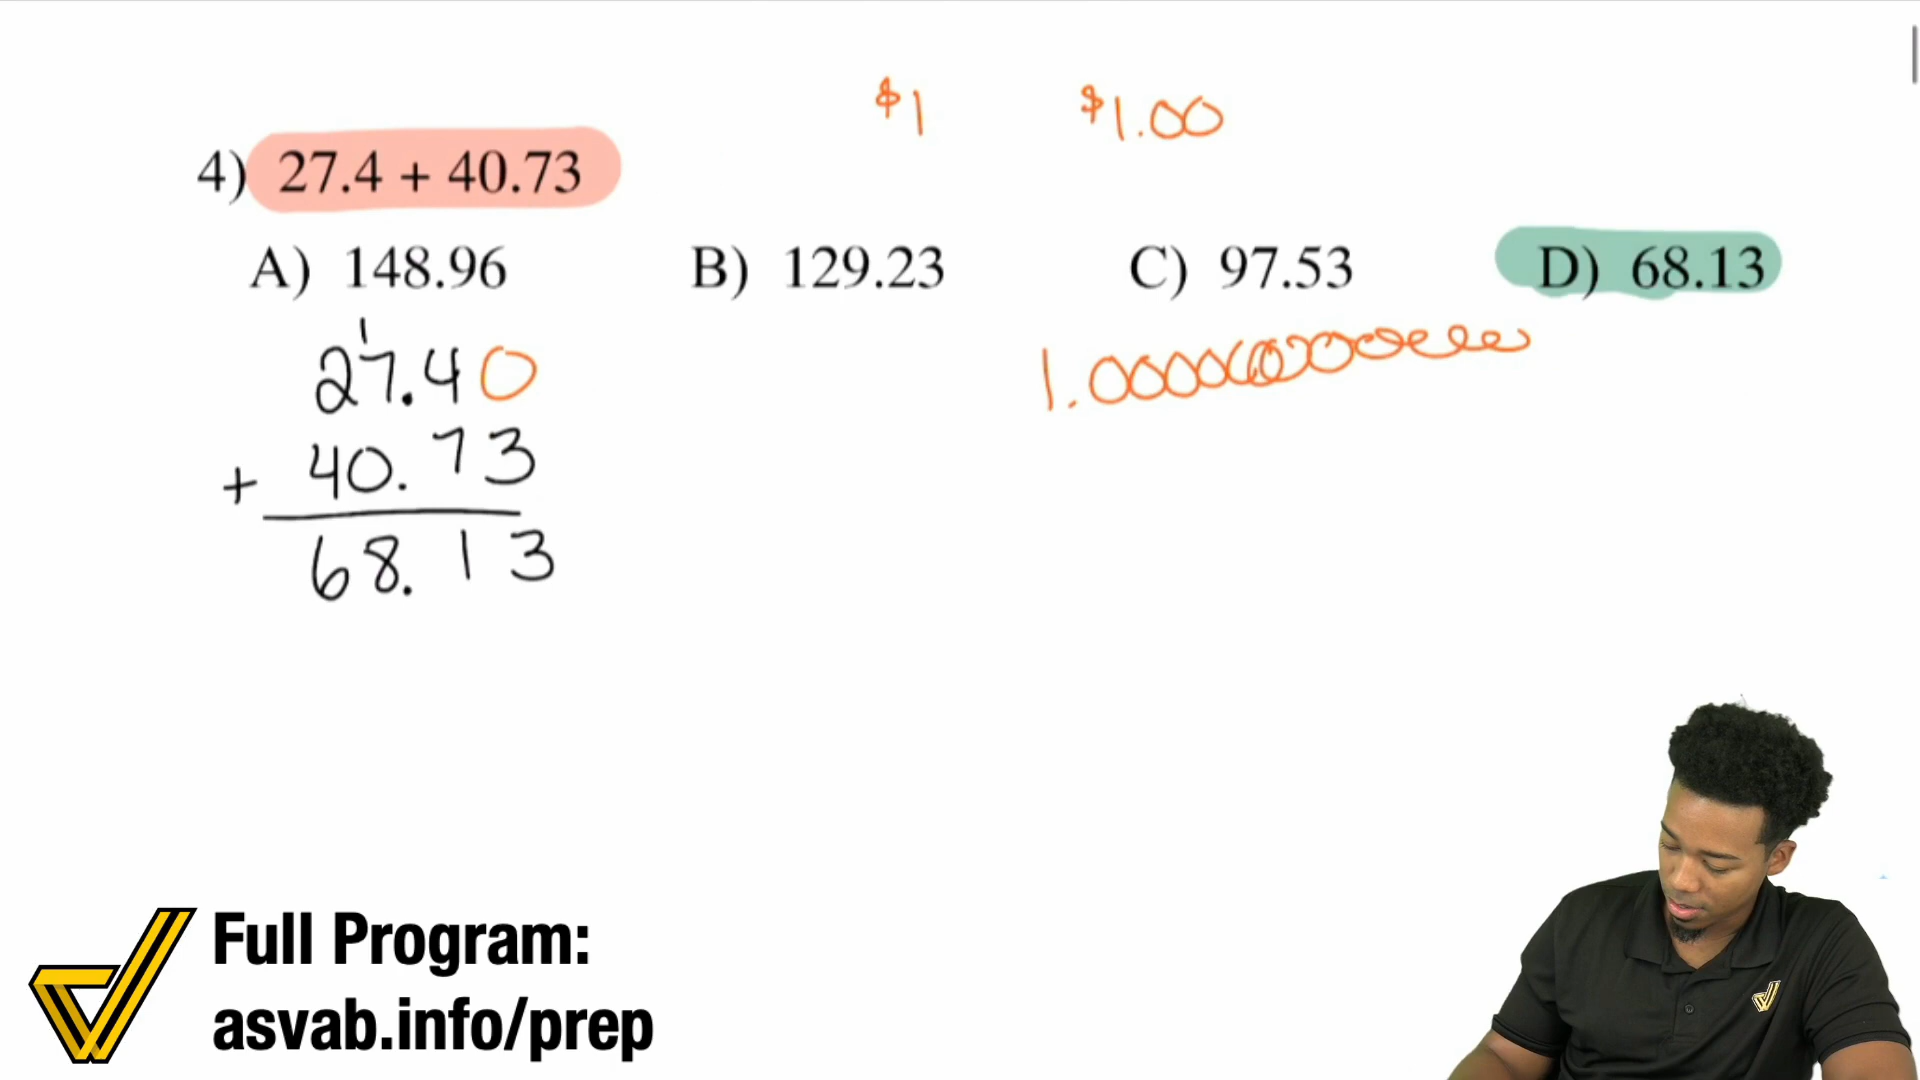 $1 $1.00
4) 27.4 + 40.73
A) 148.96 B) 129.23 C) 97.53 D) 68.13
1
27.40
+ 40.73
68.13
Full Program:
asvab.info/prep